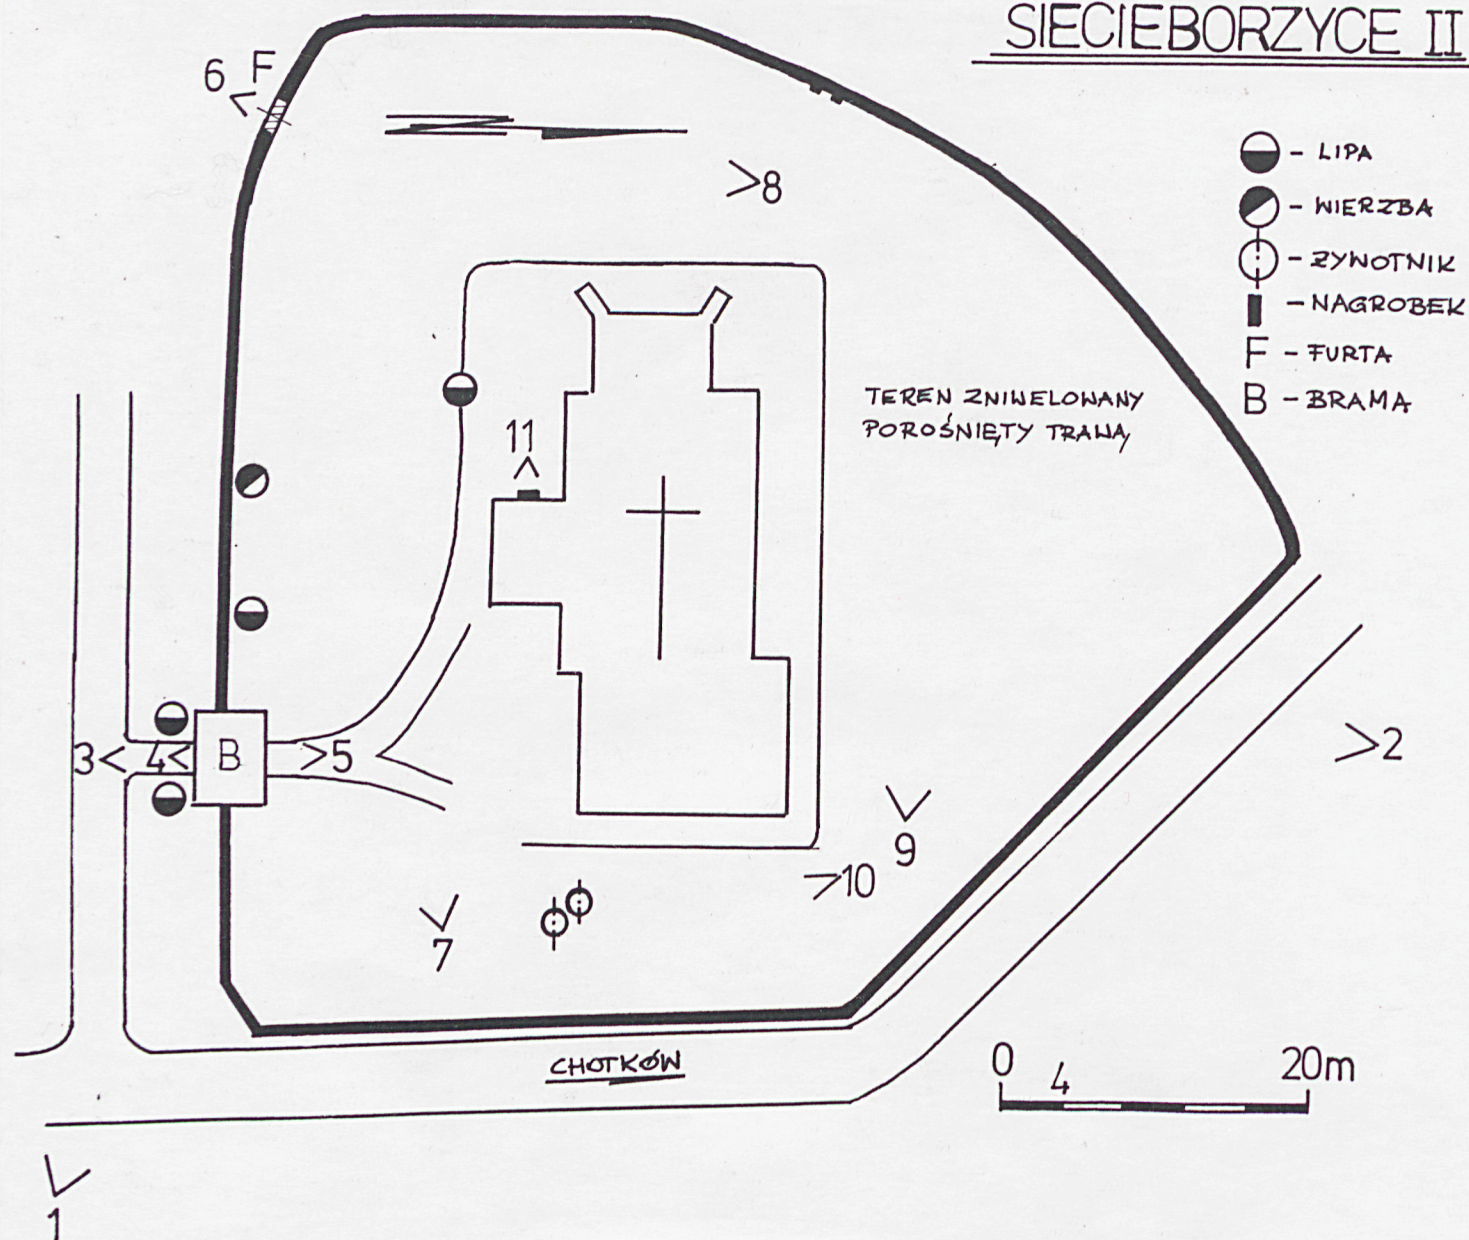 SIECIEBORZYCE II
6 F
- LIPA
8
- WIERZBA
- ŻYWOTNIK
- NAGROBEK
F - FURTA
B - BRAMA
TEREN ZNIWELOWANY
POROŚNIĘTY TRAWĄ
11
3 4 B 5
2
9
10
7
CHOTKÓW
0 4 20m
1